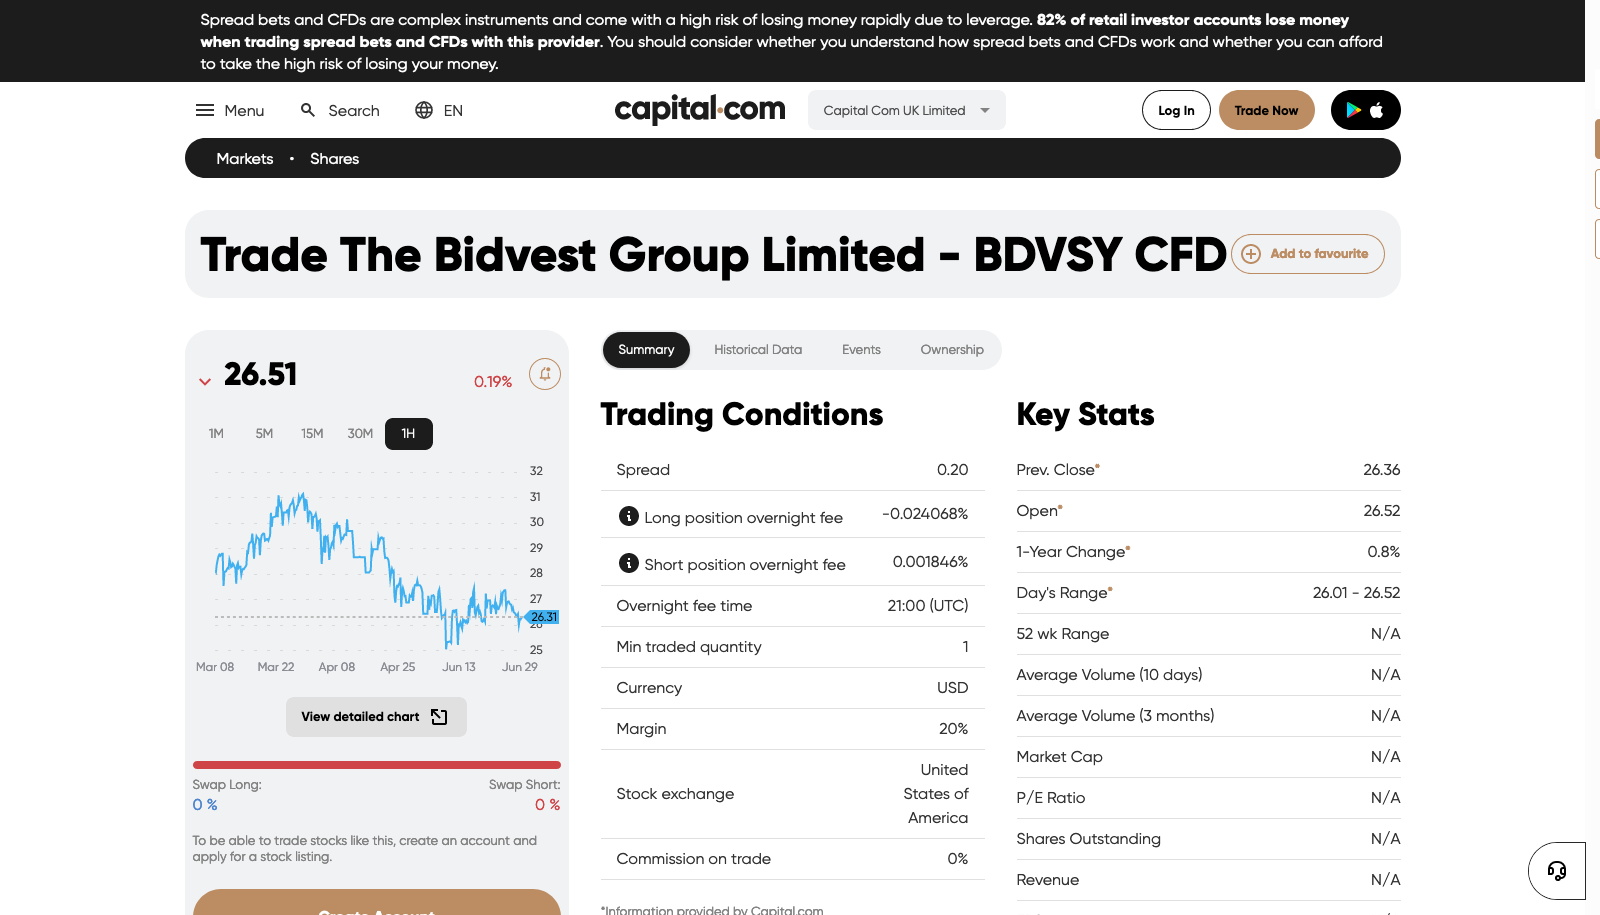 Spread bets and CFDs are complex instruments and come with a high risk of losing money rapidly due to leverage. 82% of retail investor accounts lose money
when trading spread bets and CFDs with this provider. You should consider whether you understand how spread bets and CFDs work and whether you can afford
to take the high risk of losing your money.
Menu
Search
EN
capital.com
Capital Com UK Limited
Log In
Trade Now
Markets • Shares
Trade The Bidvest Group Limited - BDVSY CFD
Add to favourite
26.51
0.19%
1M 5M 15M 30M 1H
32
31
30
29
28
27
26.31
26
25
Mar 08 Mar 22 Apr 08 Apr 25 Jun 13 Jun 29
View detailed chart
Swap Long: Swap Short:
0 % 0 %
To be able to trade stocks like this, create an account and
apply for a stock listing.
Create Account
Summary Historical Data Events Ownership
Trading Conditions
Spread 0.20
Long position overnight fee -0.024068%
Short position overnight fee 0.001846%
Overnight fee time 21:00 (UTC)
Min traded quantity 1
Currency USD
Margin 20%
Stock exchange United
States of
America
Commission on trade 0%
*Information provided by Capital.com
Key Stats
Prev. Close* 26.36
Open* 26.52
1-Year Change* 0.8%
Day's Range* 26.01 - 26.52
52 wk Range N/A
Average Volume (10 days) N/A
Average Volume (3 months) N/A
Market Cap N/A
P/E Ratio N/A
Shares Outstanding N/A
Revenue N/A